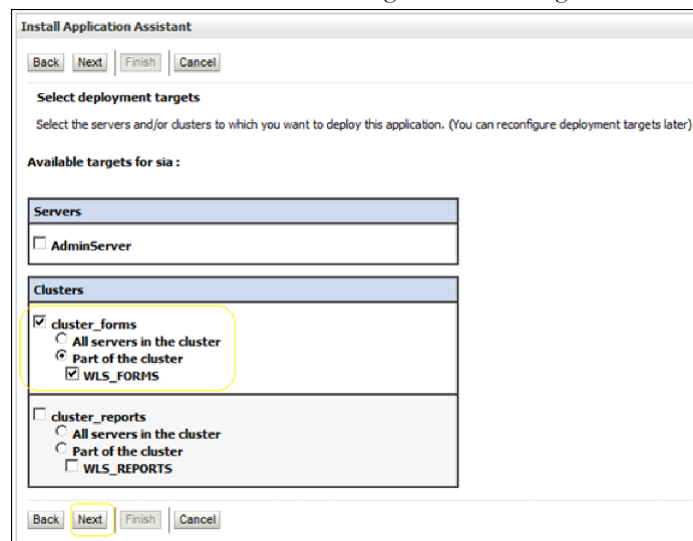 Install Application Assistant
Back Next Finish Cancel
Select deployment targets
Select the servers and/or clusters to which you want to deploy this application. (You can reconfigure deployment targets later)
Available targets for sia :
Servers
AdminServer
Clusters
cluster_forms
All servers in the cluster
Part of the cluster
WLS_FORMS
cluster_reports
All servers in the cluster
Part of the cluster
WLS_REPORTS
Back Next Finish Cancel